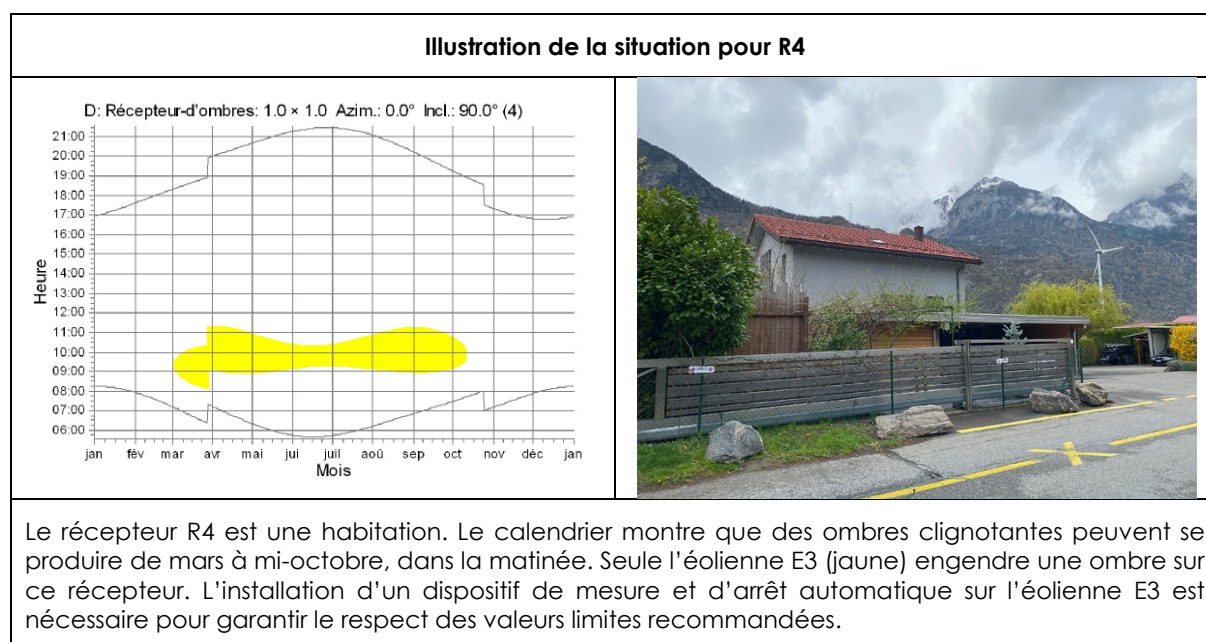 Illustration de la situation pour R4
D: Récepteur-d'ombres: 1.0 × 1.0 Azim.: 0.0° Incl.: 90.0° (4)
21:00
20:00
19:00
18:00
17:00
16:00
15:00
14:00
13:00
12:00
11:00
10:00
09:00
08:00
07:00
06:00
Heure
jan fév mar avr mai jui juil aoû sep oct nov déc jan
Mois
Le récepteur R4 est une habitation. Le calendrier montre que des ombres clignotantes peuvent se
produire de mars à mi-octobre, dans la matinée. Seule l'éolienne E3 (jaune) engendre une ombre sur
ce récepteur. L'installation d'un dispositif de mesure et d'arrêt automatique sur l'éolienne E3 est
nécessaire pour garantir le respect des valeurs limites recommandées.